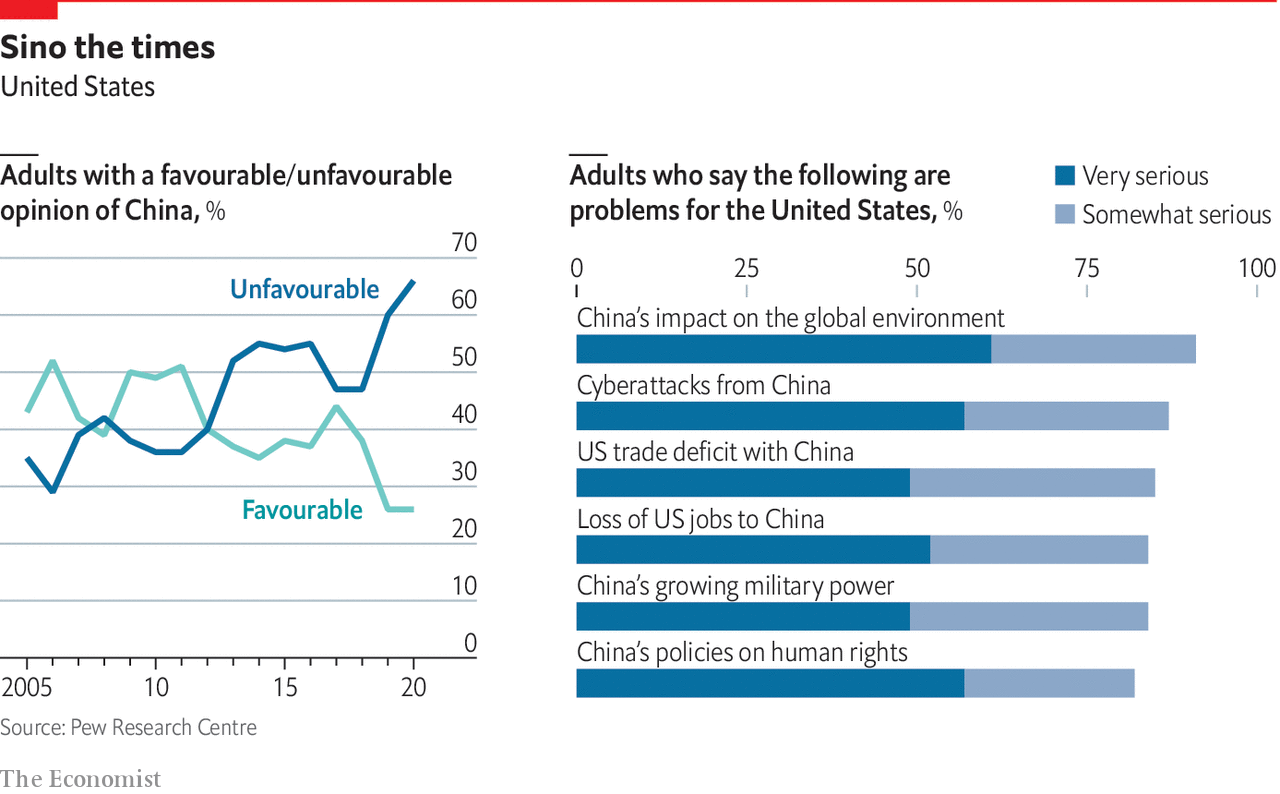 Sino the times
United States
Adults with a favourable/unfavourable
opinion of China, %
70
60
50
40
30
20
10
0
Unfavourable
Favourable
2005 10 15 20
Adults who say the following are
problems for the United States, %
Very serious
Somewhat serious
0 25 50 75 100
China’s impact on the global environment
Cyberattacks from China
US trade deficit with China
Loss of US jobs to China
China’s growing military power
China’s policies on human rights
Source: Pew Research Centre
The Economist